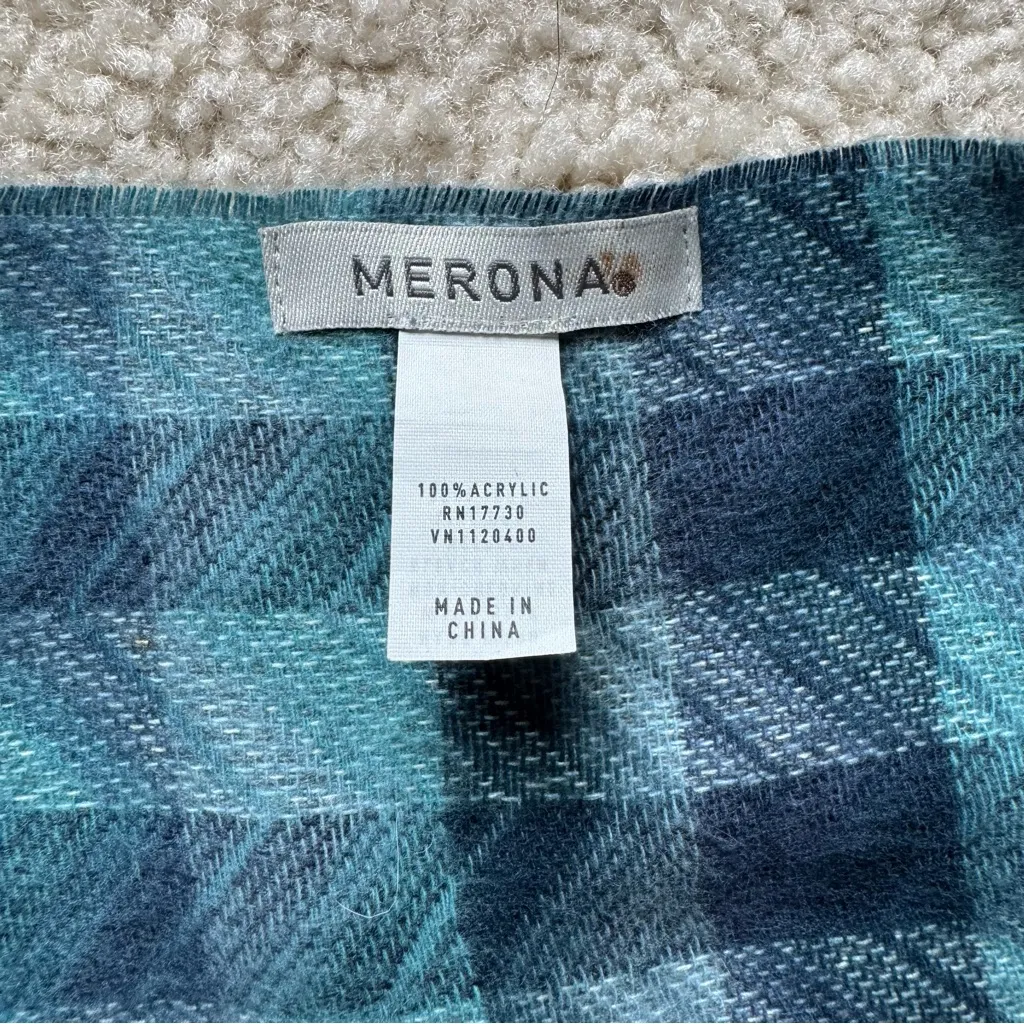 MERONA
100% ACRYLIC
RN17730
VN1120400
MADE IN
CHINA